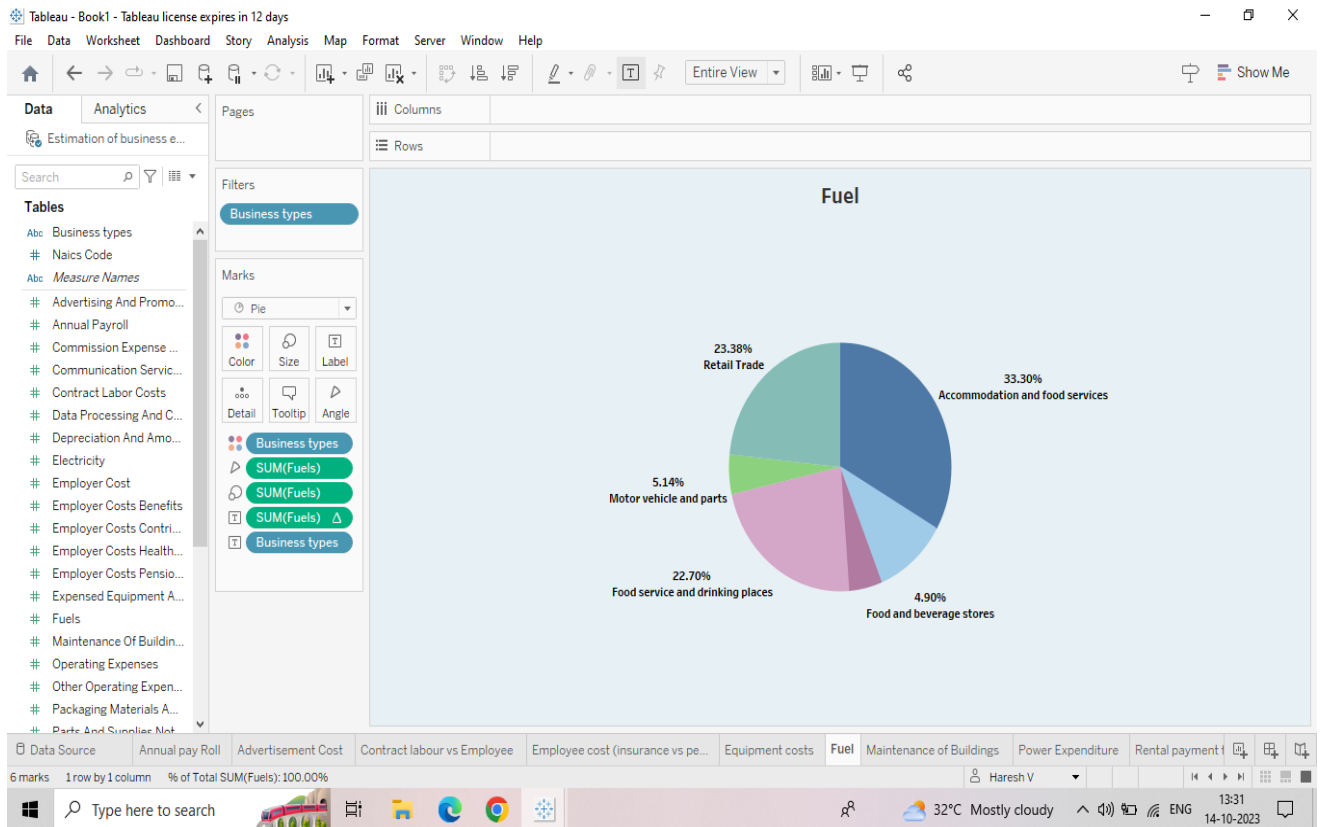 Tableau - Book1 - Tableau license expires in 12 days
File Data Worksheet Dashboard Story Analysis Map Format Server Window Help
Entire View
Show Me
Data Analytics
Estimation of business e...
Search
Tables
Abc Business types
# Naics Code
Abc Measure Names
# Advertising And Promo...
# Annual Payroll
# Commission Expense ...
# Communication Servic...
# Contract Labor Costs
# Data Processing And C...
# Depreciation And Amo...
# Electricity
# Employer Cost
# Employer Costs Benefits
# Employer Costs Contri...
# Employer Costs Health...
# Employer Costs Pensio...
# Expensed Equipment A...
# Fuels
# Maintenance Of Buildin...
# Operating Expenses
# Other Operating Expen...
# Packaging Materials A...
# Parts And Supplies Not
Pages
Filters
Business types
Marks
Pie
Color Size Label
Detail Tooltip Angle
Business types
SUM(Fuels)
SUM(Fuels)
SUM(Fuels) Δ
Business types
Columns
Rows
Fuel
23.38%
Retail Trade
33.30%
Accommodation and food services
5.14%
Motor vehicle and parts
22.70%
Food service and drinking places
4.90%
Food and beverage stores
Data Source Annual pay Roll Advertisement Cost Contract labour vs Employee Employee cost (insurance vs pe... Equipment costs Fuel Maintenance of Buildings Power Expenditure Rental payment
6 marks 1 row by 1 column % of Total SUM(Fuels): 100.00%
Haresh V
Type here to search
32°C Mostly cloudy
ENG
13:31
14-10-2023